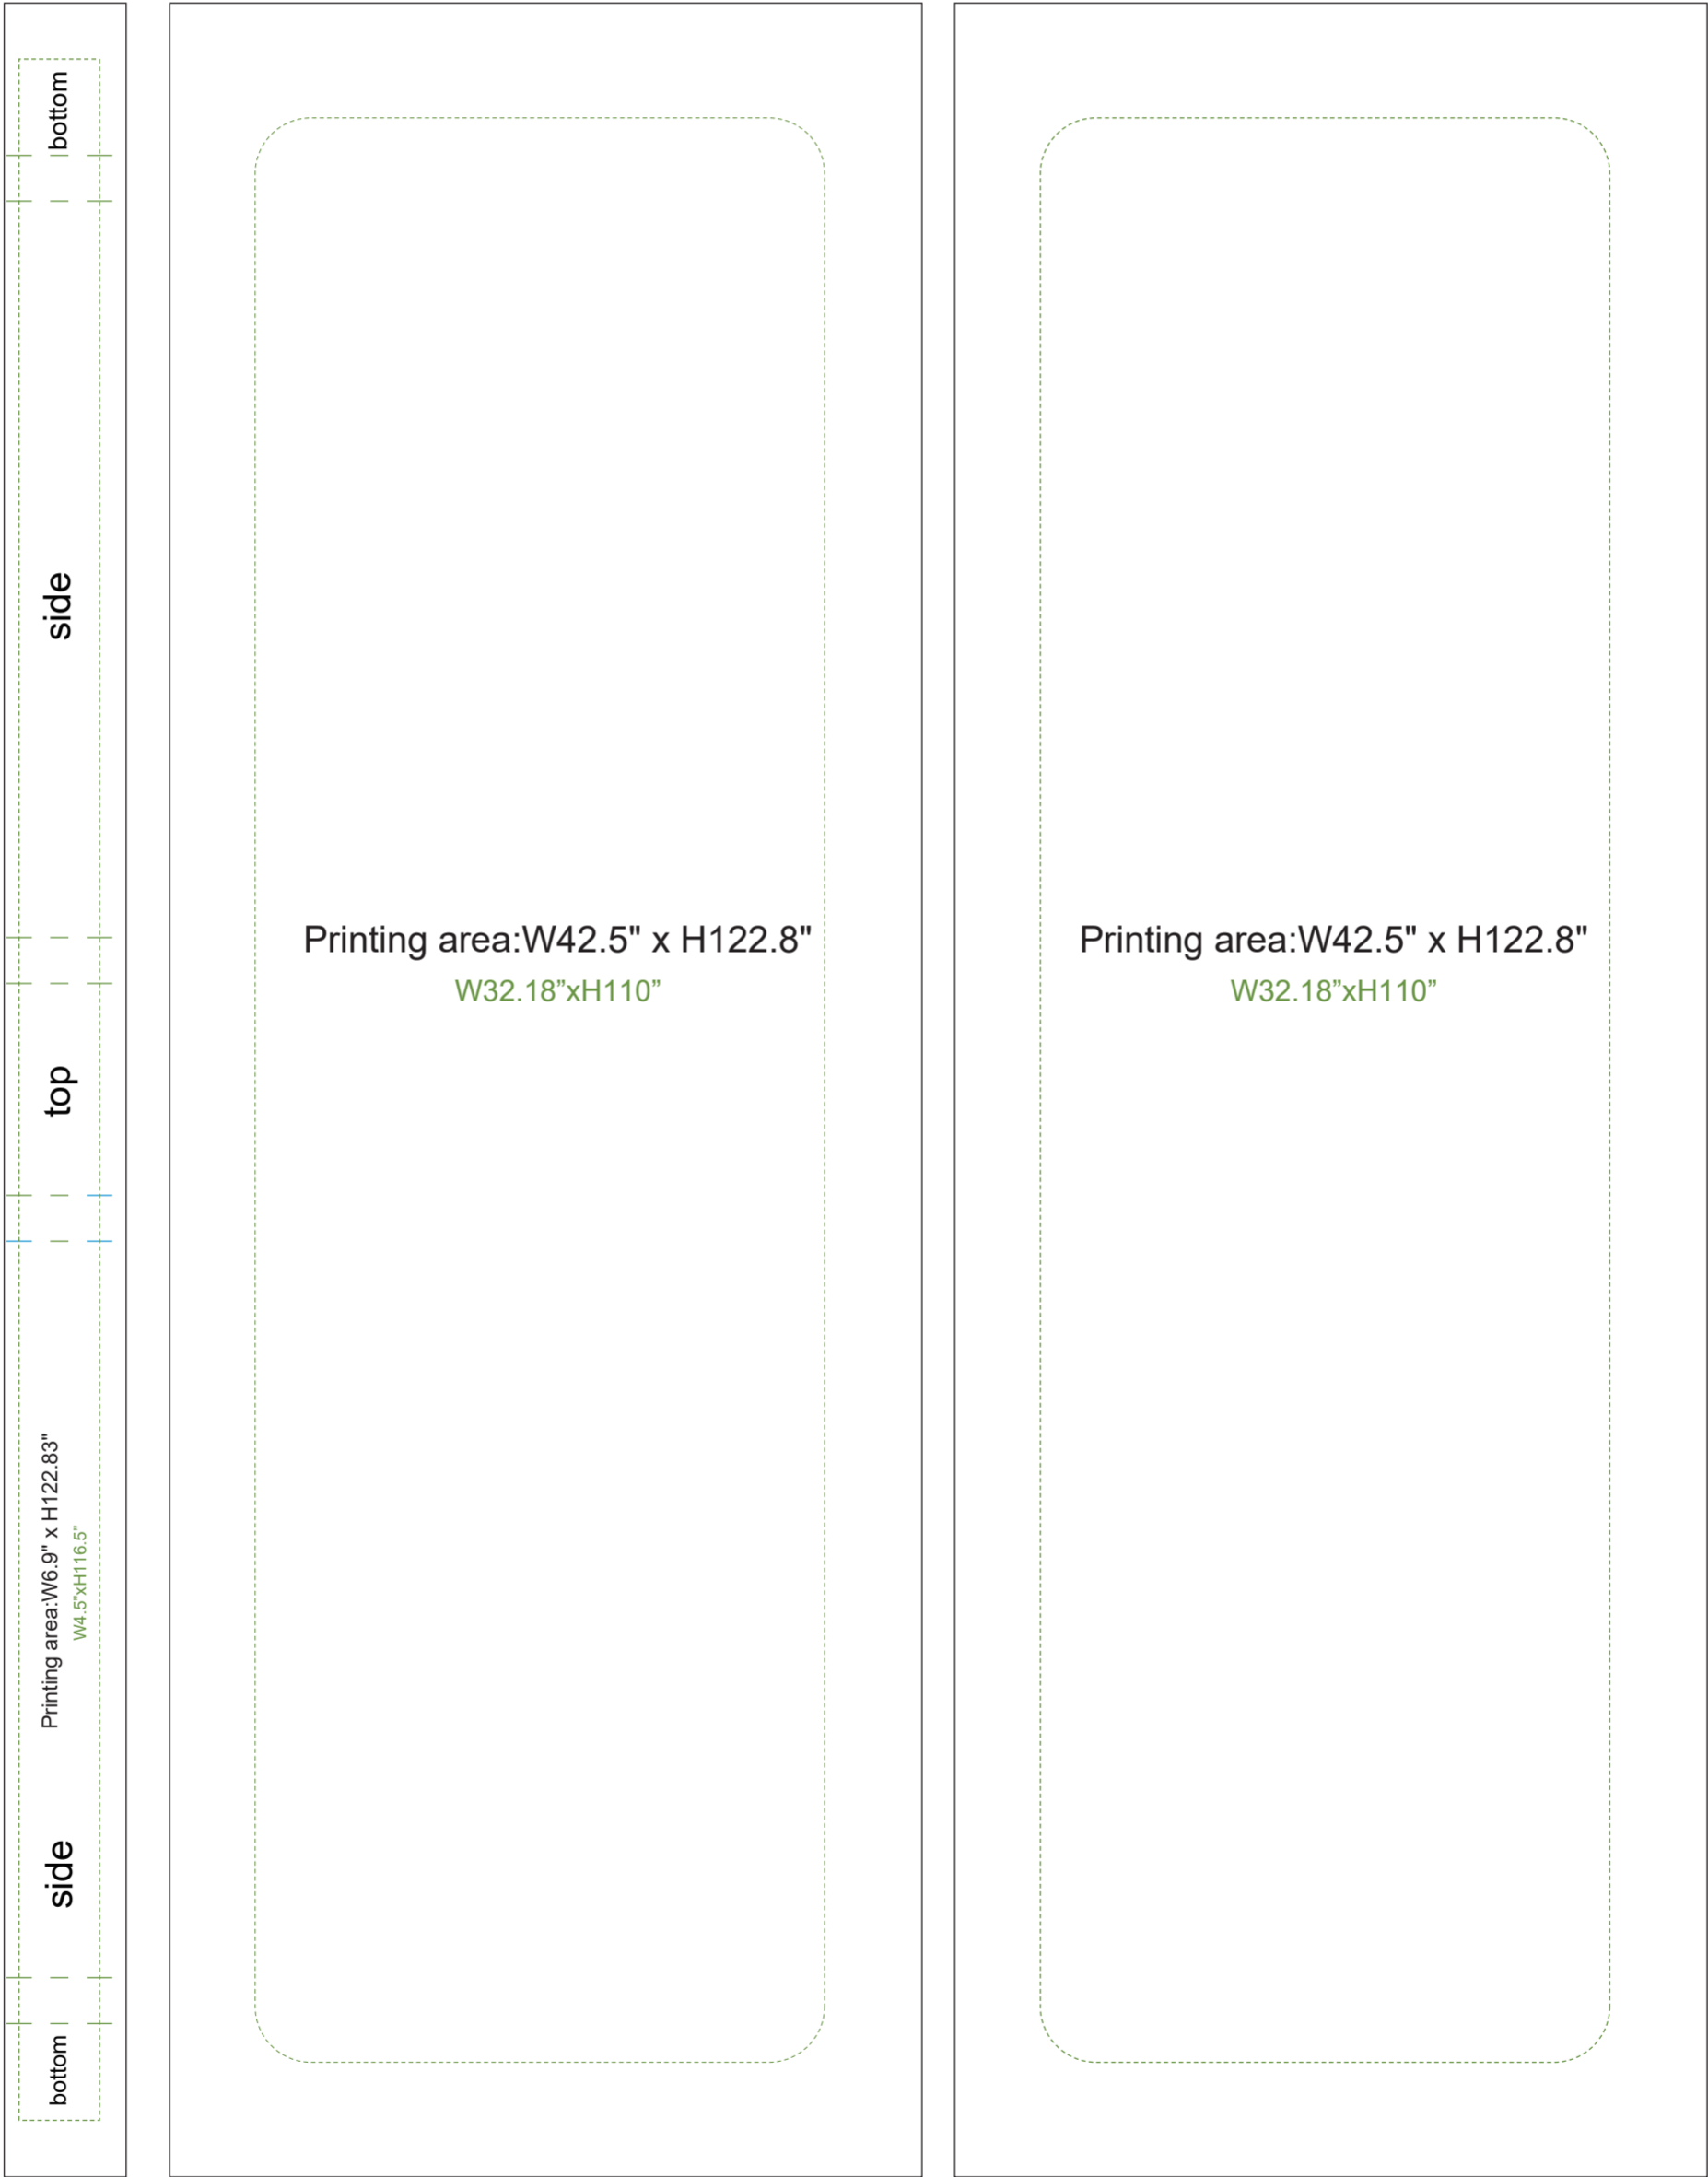 bottom
side
top
Printing area:W6.9" x H122.83"
W4.5”xH116.5”
side
bottom
Printing area:W42.5" x H122.8"
W32.18”xH110”
Printing area:W42.5" x H122.8"
W32.18”xH110”